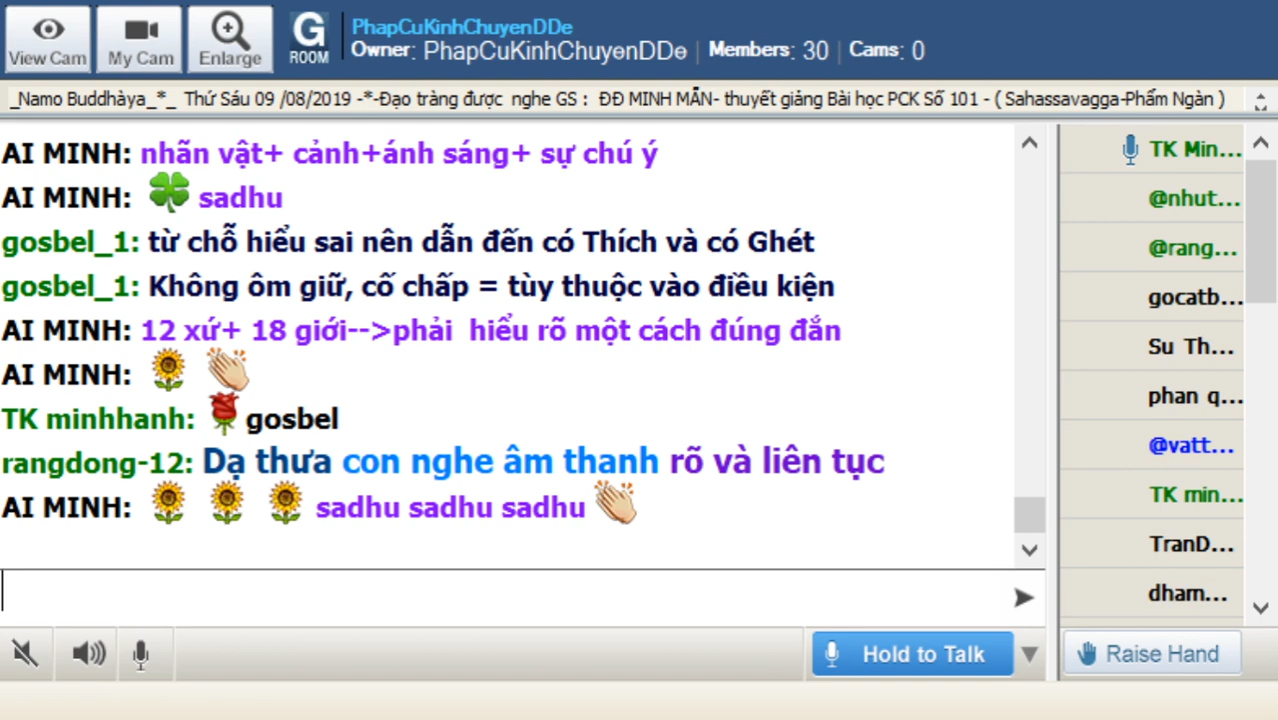 View Cam
My Cam
Enlarge
G ROOM
PhapCuKinhChuyenDDe
Owner: PhapCuKinhChuyenDDe | Members: 30 | Cams: 0
_Namo Buddhàya_*_ Thứ Sáu 09 /08/2019 -*-Đạo tràng được nghe GS : ĐĐ MINH MẪN- thuyết giảng Bài học PCK Số 101 - ( Sahassavagga-Phẩm Ngàn )
AI MINH: nhãn vật+ cảnh+ánh sáng+ sự chú ý
AI MINH: sadhu
gosbel_1: từ chỗ hiểu sai nên dẫn đến có Thích và có Ghét
gosbel_1: Không ôm giữ, cố chấp = tùy thuộc vào điều kiện
AI MINH: 12 xứ+ 18 giới-->phải hiểu rõ một cách đúng đắn
AI MINH:
TK minhhanh: gosbel
rangdong-12: Dạ thưa con nghe âm thanh rõ và liên tục
AI MINH: sadhu sadhu sadhu
TK Min...
@nhut...
@rang...
gocatb...
Su Th...
phan q...
@vatt...
TK min...
TranD...
dham...
Hold to Talk
Raise Hand